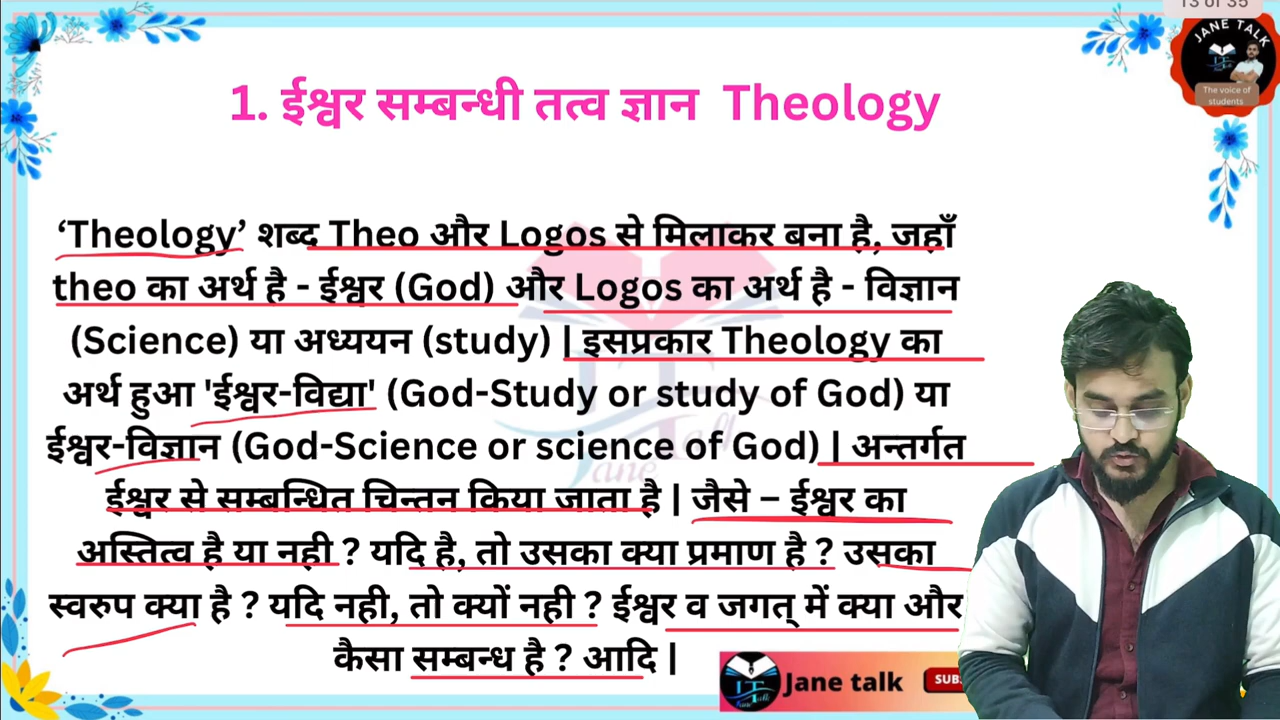 13 of 35
JANE TALK
The voice of
students
1. ईश्वर सम्बन्धी तत्व ज्ञान Theology
‘Theology’ शब्द Theo और Logos से मिलाकर बना है, जहाँ
theo का अर्थ है - ईश्वर (God) और Logos का अर्थ है - विज्ञान
(Science) या अध्ययन (study) | इसप्रकार Theology का
अर्थ हुआ 'ईश्वर-विद्या' (God-Study or study of God) या
ईश्वर-विज्ञान (God-Science or science of God) | अन्तर्गत
ईश्वर से सम्बन्धित चिन्तन किया जाता है | जैसे – ईश्वर का
अस्तित्व है या नही ? यदि है, तो उसका क्या प्रमाण है ? उसका
स्वरुप क्या है ? यदि नही, तो क्यों नही ? ईश्वर व जगत् में क्या और
कैसा सम्बन्ध है ? आदि |
Jane talk